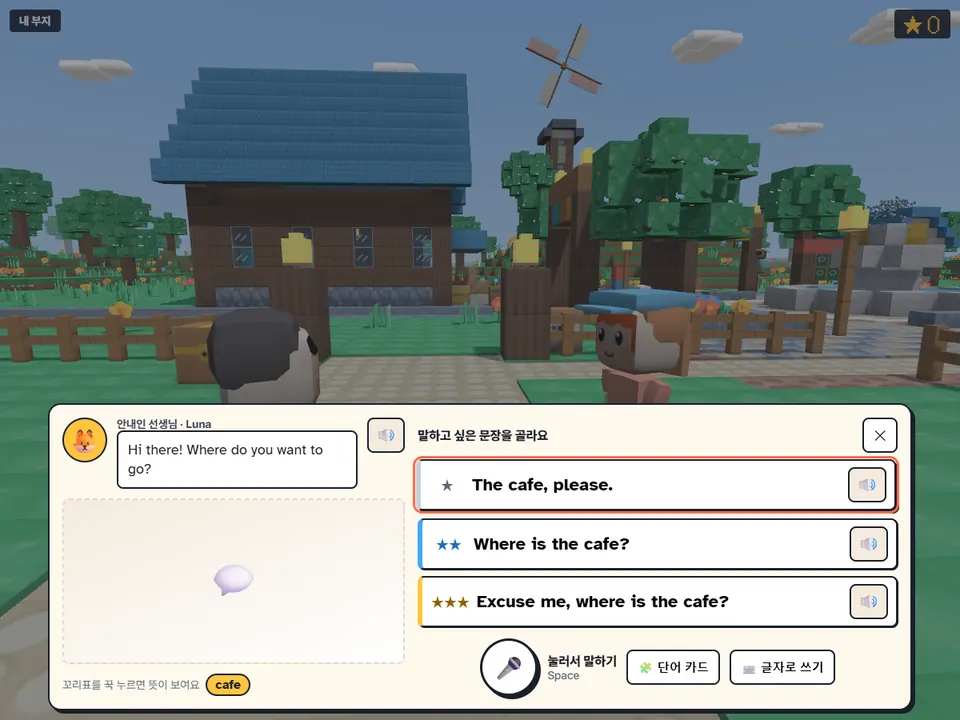 내 부지
0
안내인 선생님 · Luna
Hi there! Where do you want to
go?
꼬리표를 꾹 누르면 뜻이 보여요
cafe
말하고 싶은 문장을 골라요
The cafe, please.
Where is the cafe?
Excuse me, where is the cafe?
눌러서 말하기
Space
단어 카드
글자로 쓰기